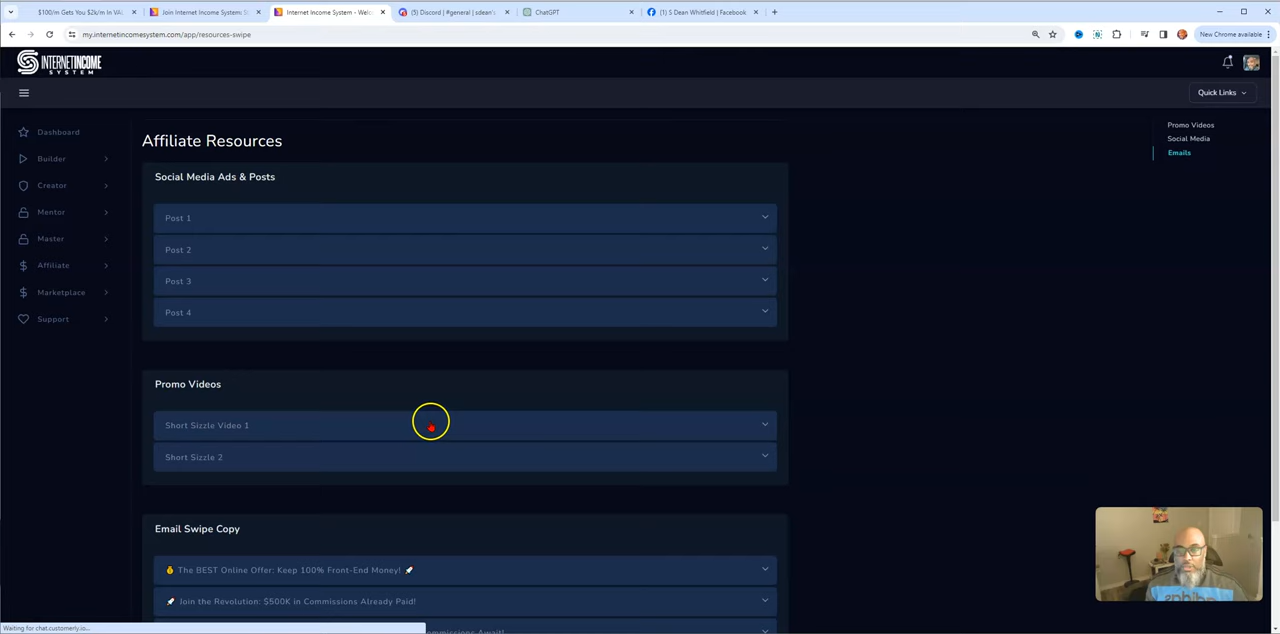 $100/m Gets You $2k/m In VA
Join Internet Income System: S
Internet Income System - Welc
(5) Discord | #general | sdean's
ChatGPT
(1) S Dean Whitfield | Facebook
my.internetincomesystem.com/app/resources-swipe
New Chrome available
INTERNETINCOME
SYSTEM
Quick Links
Dashboard
Builder
Creator
Mentor
Master
Affiliate
Marketplace
Support
Affiliate Resources
Social Media Ads & Posts
Post 1
Post 2
Post 3
Post 4
Promo Videos
Short Sizzle Video 1
Short Sizzle 2
Email Swipe Copy
💰 The BEST Online Offer: Keep 100% Front-End Money! 🚀
🚀 Join the Revolution: $500K in Commissions Already Paid!
ommissions Await!
Promo Videos
Social Media
Emails
Waiting for chat.customerly.io...